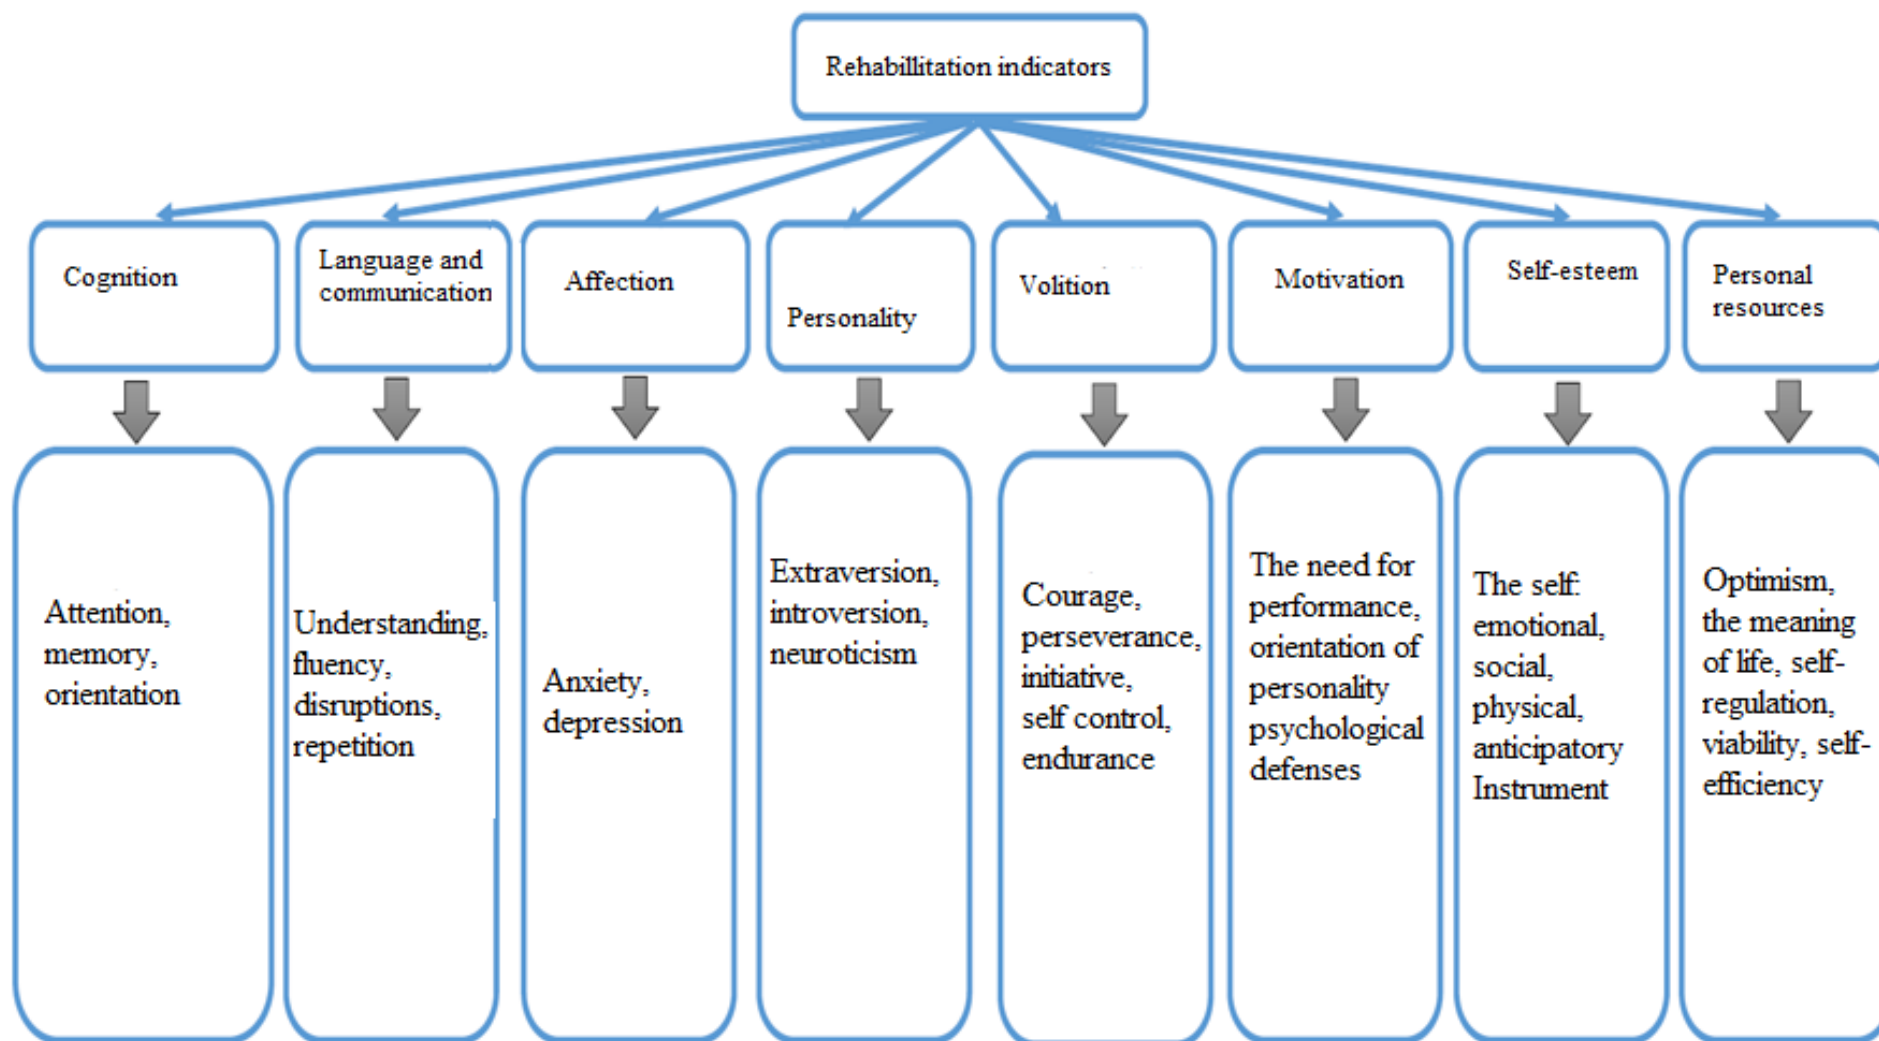 Rehabillitation indicators
Cognition
Language and
communication
Affection
Personality
Volition
Motivation
Self-esteem
Personal
resources
Attention,
memory,
orientation
Understanding,
fluency,
disruptions,
repetition
Anxiety,
depression
Extraversion,
introversion,
neuroticism
Courage,
perseverance,
initiative,
self control,
endurance
The need for
performance,
orientation of
personality
psychological
defenses
The self:
emotional,
social,
physical,
anticipatory
Instrument
Optimism,
the meaning
of life, self-
regulation,
viability, self-
efficiency